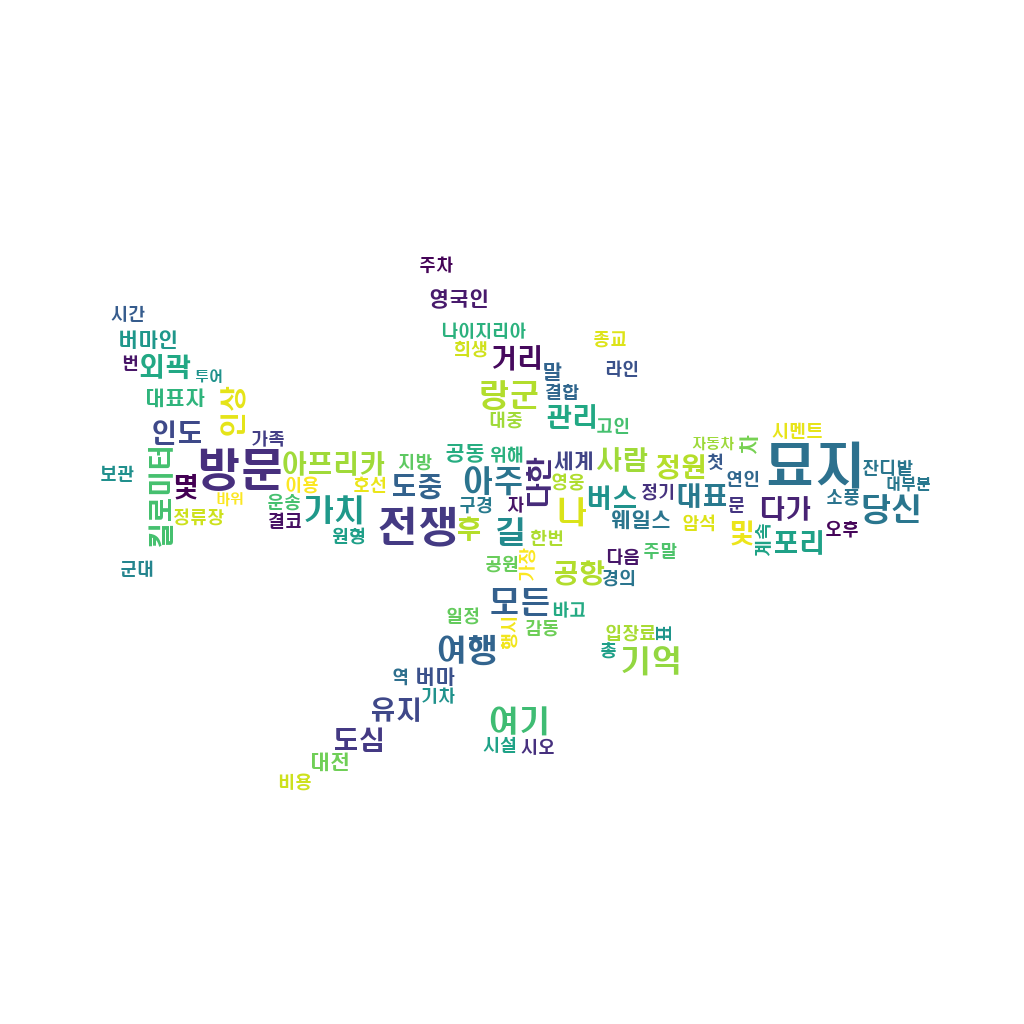 주차
영국인
시간
나이지리아
버마인
종교
희생
거리
번
외곽
투어
말
라인
대표자
인상
랑군
결합
대중
관리
고인
인도
가족
자동차
차
시멘트
방문
아프리카
지방
공동
위해
세계
사람
정원
첫
묘지
잔디밭
보관
킬로미터
몇
이용
호선
도중
아주
다한
영웅
정기
대표
연인
대부분
바위
운송
가치
구경
자
나
버스
문
다가
소풍
당신
정류장
결코
원형
전쟁
후
길
한번
웨일스
암석
및
계속
포리
오후
군대
공원
가장
공항
다음
경의
주말
모든
바고
일정
행사
감동
입장료
표
여행
총
기억
역
버마
기차
유지
여기
도심
시설
시오
대전
비용